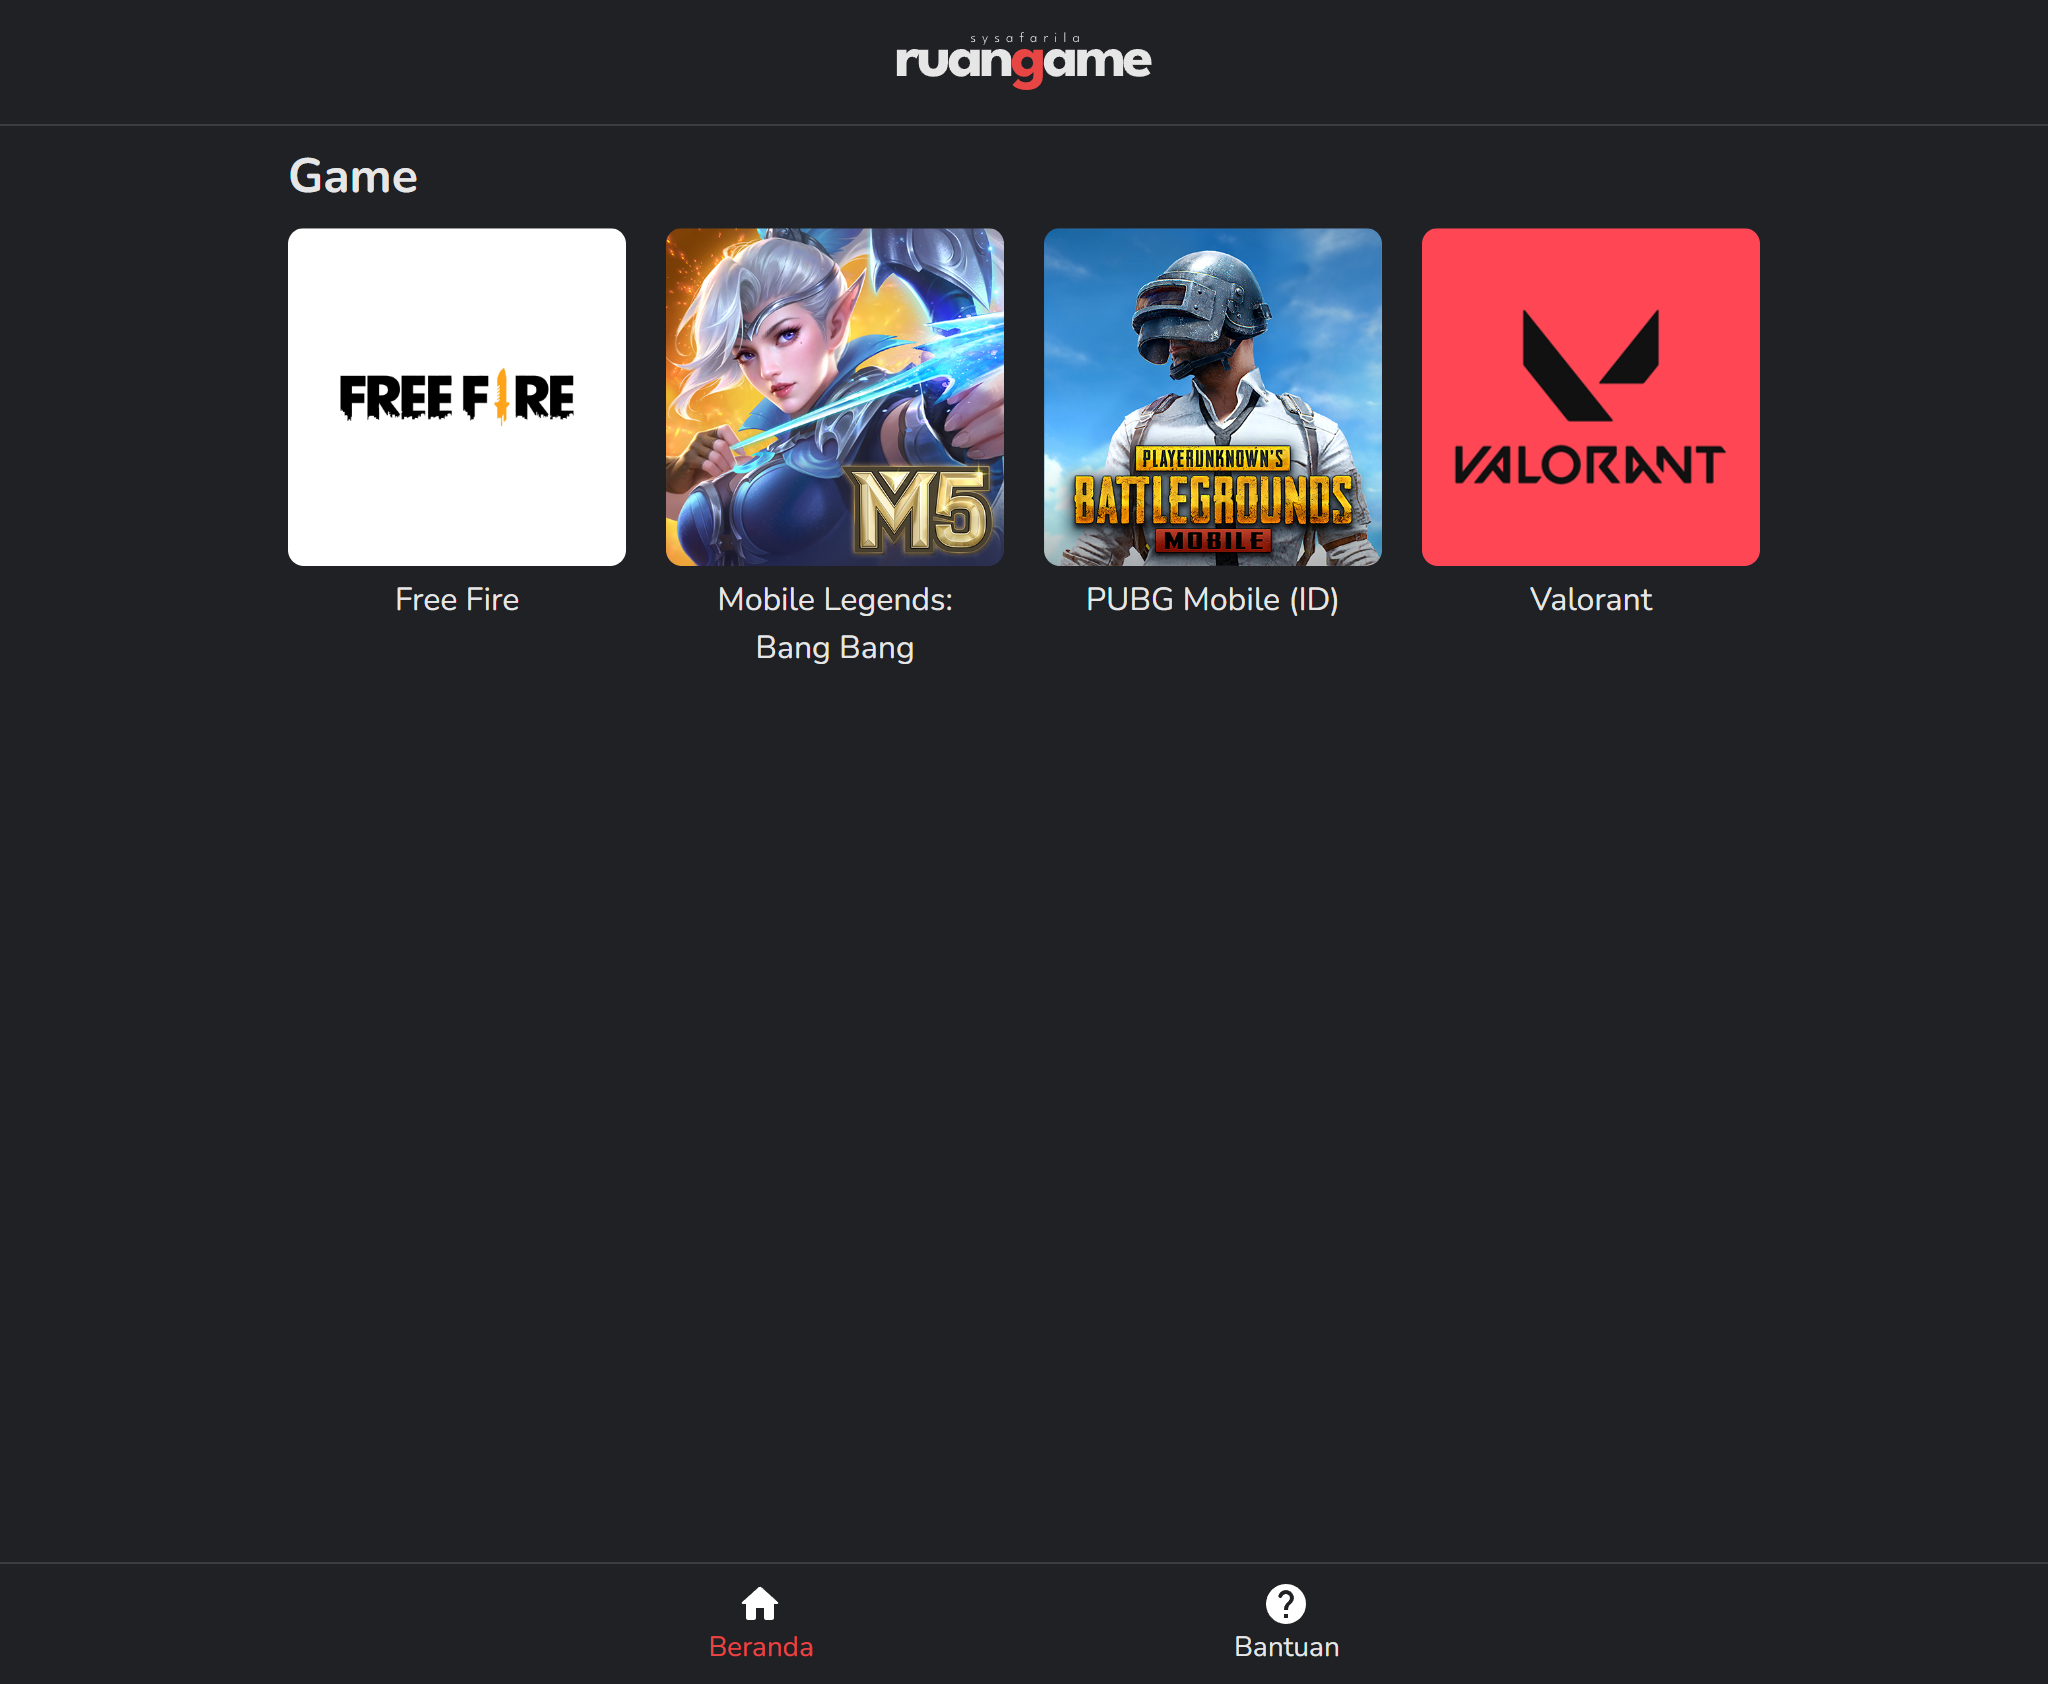 sysafarila
ruangame
Game
FREE FIRE
M5
PLAYERUNKNOWN'S
BATTLEGROUNDS
MOBILE
VALORANT
Free Fire
Mobile Legends:
Bang Bang
PUBG Mobile (ID)
Valorant
Beranda
Bantuan